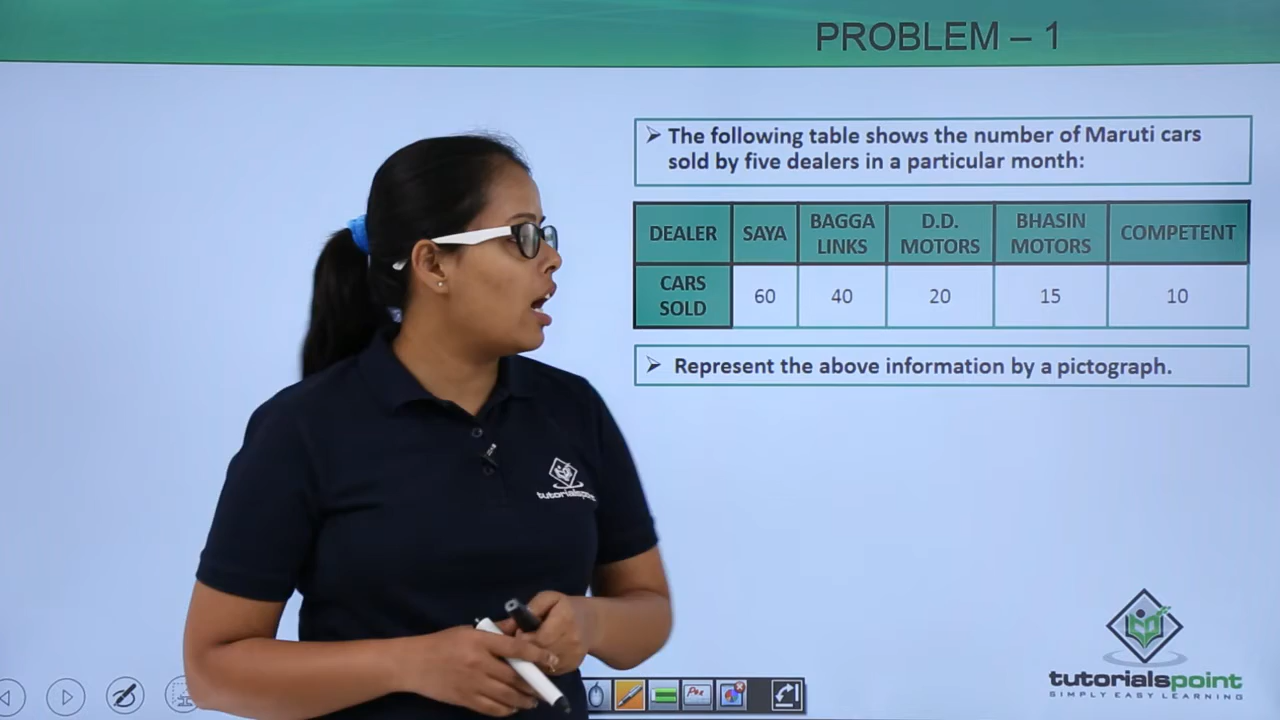 PROBLEM – 1
➢ The following table shows the number of Maruti cars
sold by five dealers in a particular month:
DEALER SAYA BAGGA LINKS D.D. MOTORS BHASIN MOTORS COMPETENT
CARS SOLD 60 40 20 15 10
➢ Represent the above information by a pictograph.
tutorialspoint
tutorialspoint
SIMPLY EASY LEARNING